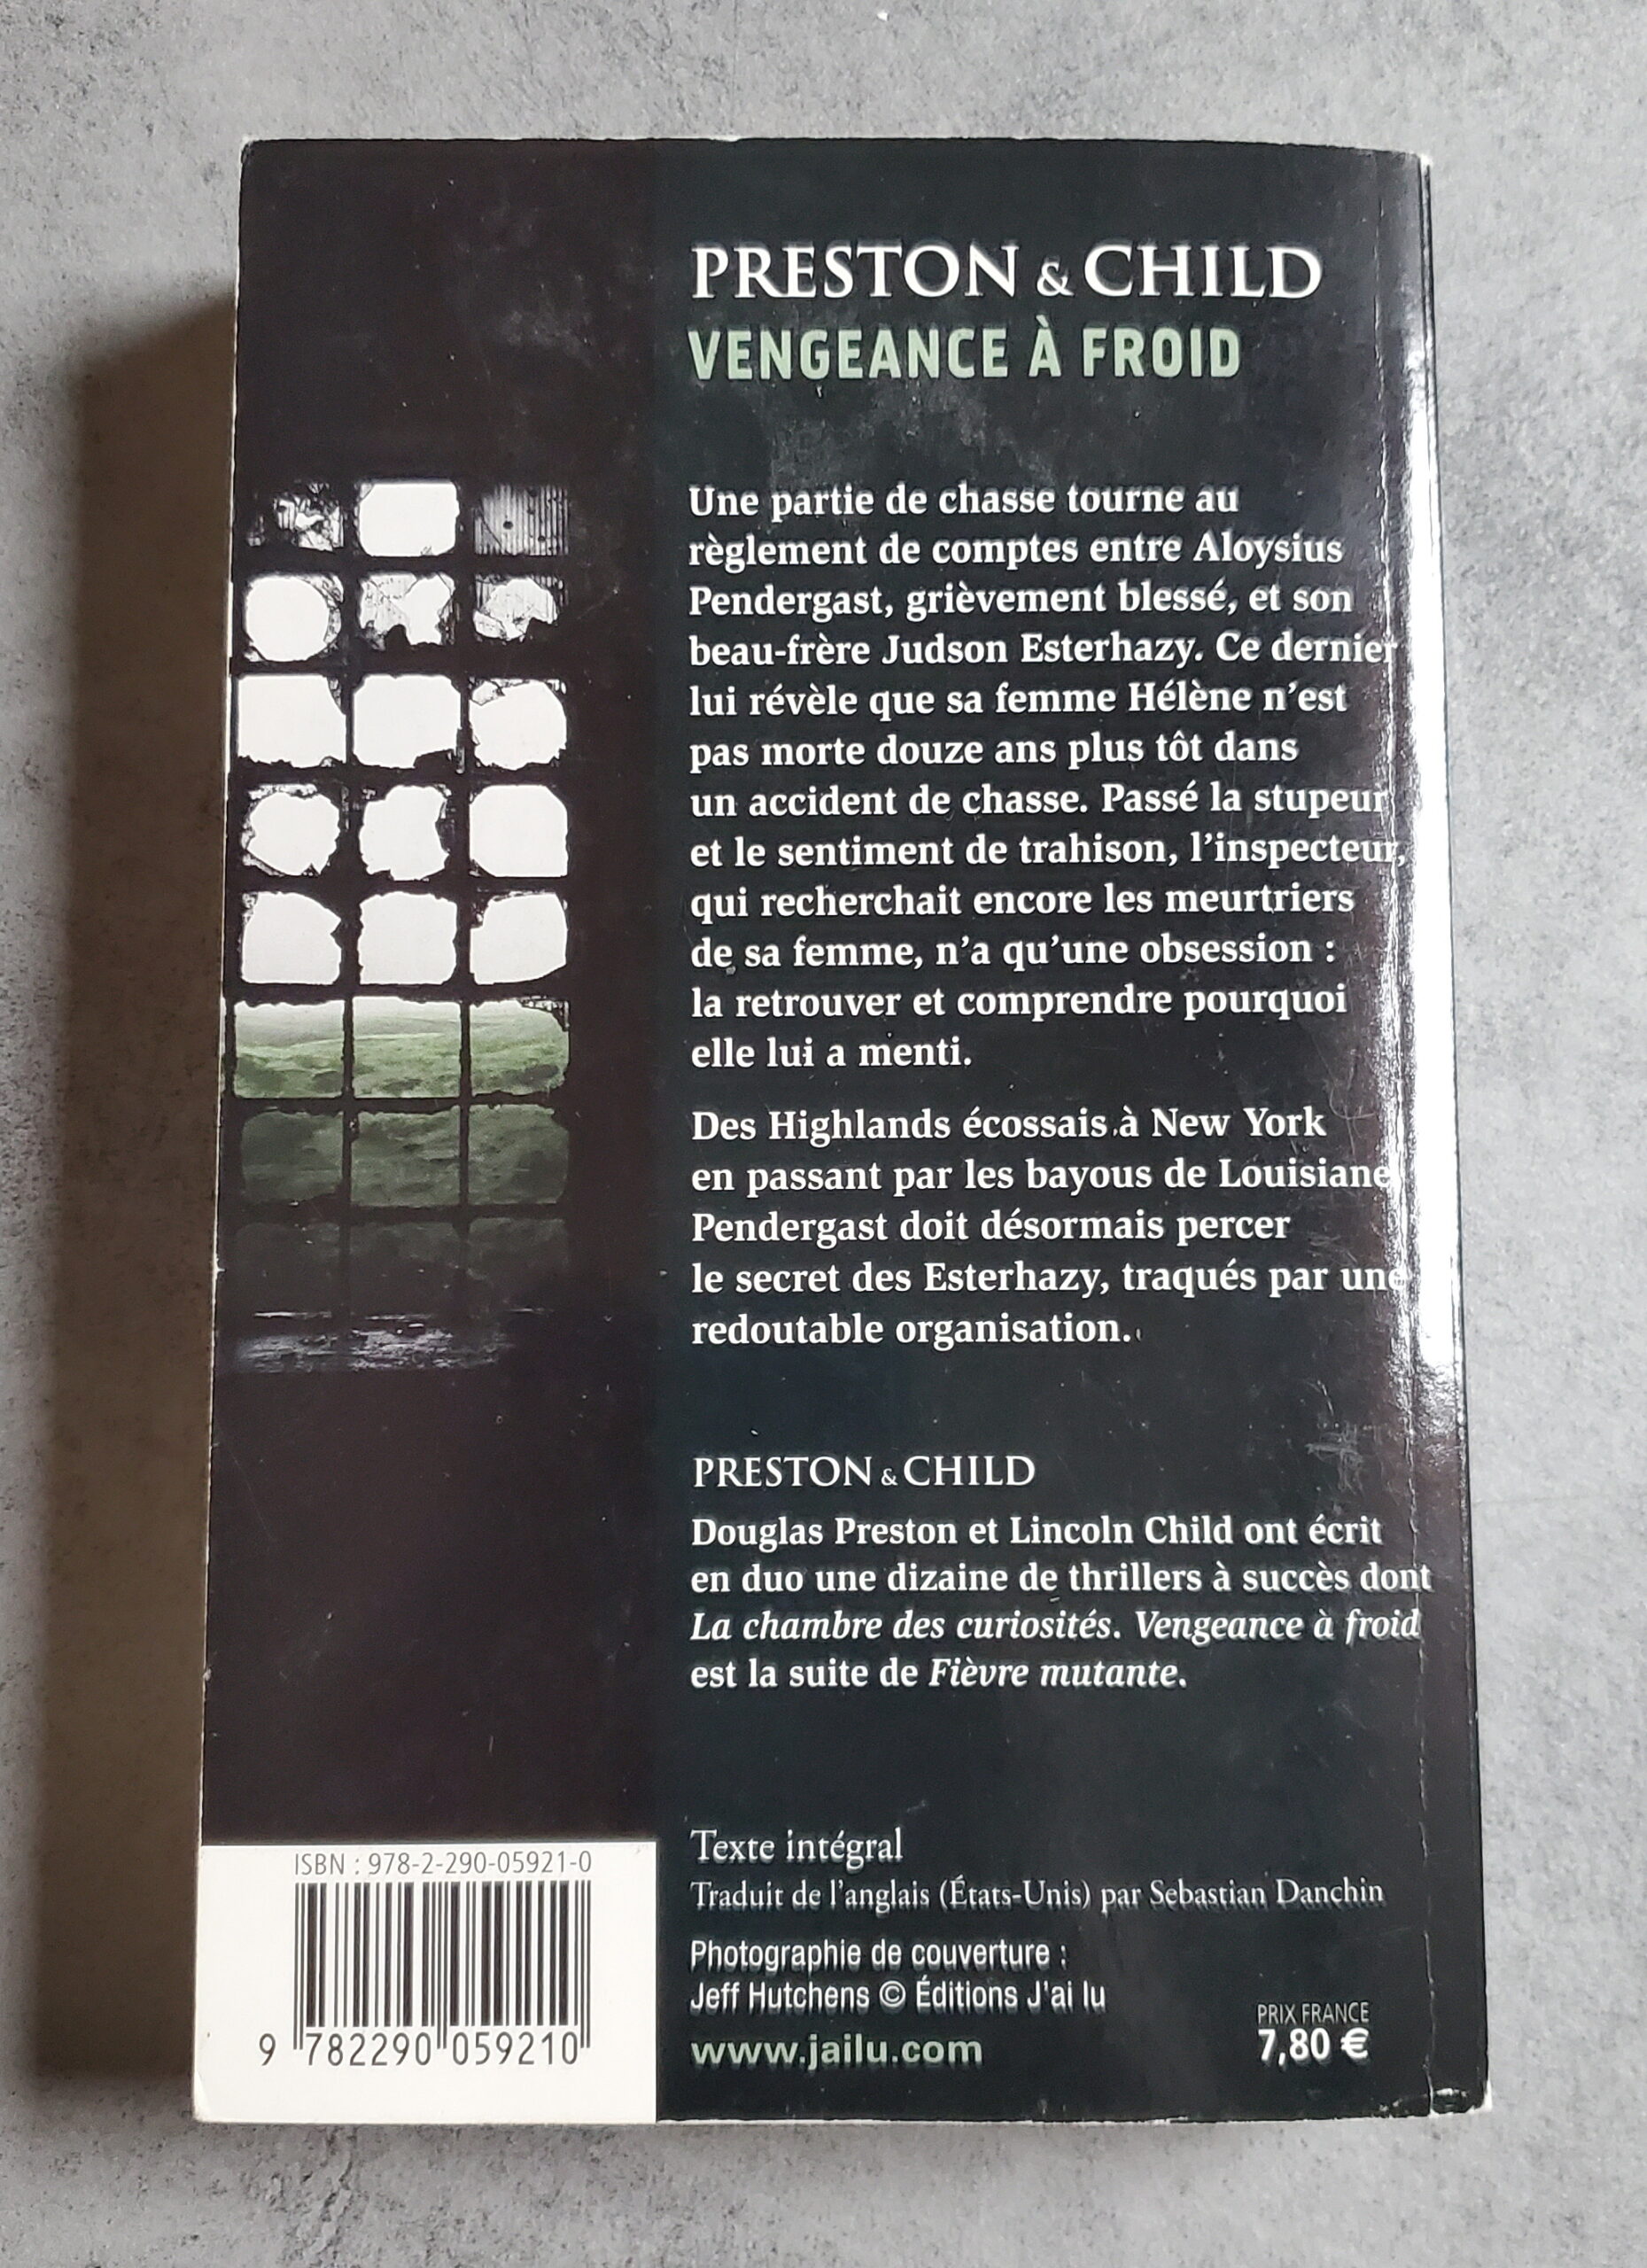 PRESTON & CHILD
VENGEANCE À FROID
Une partie de chasse tourne au
règlement de comptes entre Aloysius
Pendergast, grièvement blessé, et son
beau-frère Judson Esterhazy. Ce dernier
lui révèle que sa femme Hélène n'est
pas morte douze ans plus tôt dans
un accident de chasse. Passé la stupeur
et le sentiment de trahison, l'inspecteur,
qui recherchait encore les meurtriers
de sa femme, n'a qu'une obsession :
la retrouver et comprendre pourquoi
elle lui a menti.
Des Highlands écossais à New York
en passant par les bayous de Louisiane
Pendergast doit désormais percer
le secret des Esterhazy, traqués par une
redoutable organisation.
PRESTON & CHILD
Douglas Preston et Lincoln Child ont écrit
en duo une dizaine de thrillers à succès dont
La chambre des curiosités. Vengeance à froid
est la suite de Fièvre mutante.
Texte intégral
Traduit de l'anglais (États-Unis) par Sebastian Danchin
Photographie de couverture :
Jeff Hutchens © Éditions J'ai lu
www.jailu.com
PRIX FRANCE
7,80 €
ISBN : 978-2-290-05921-0
9 782290 059210